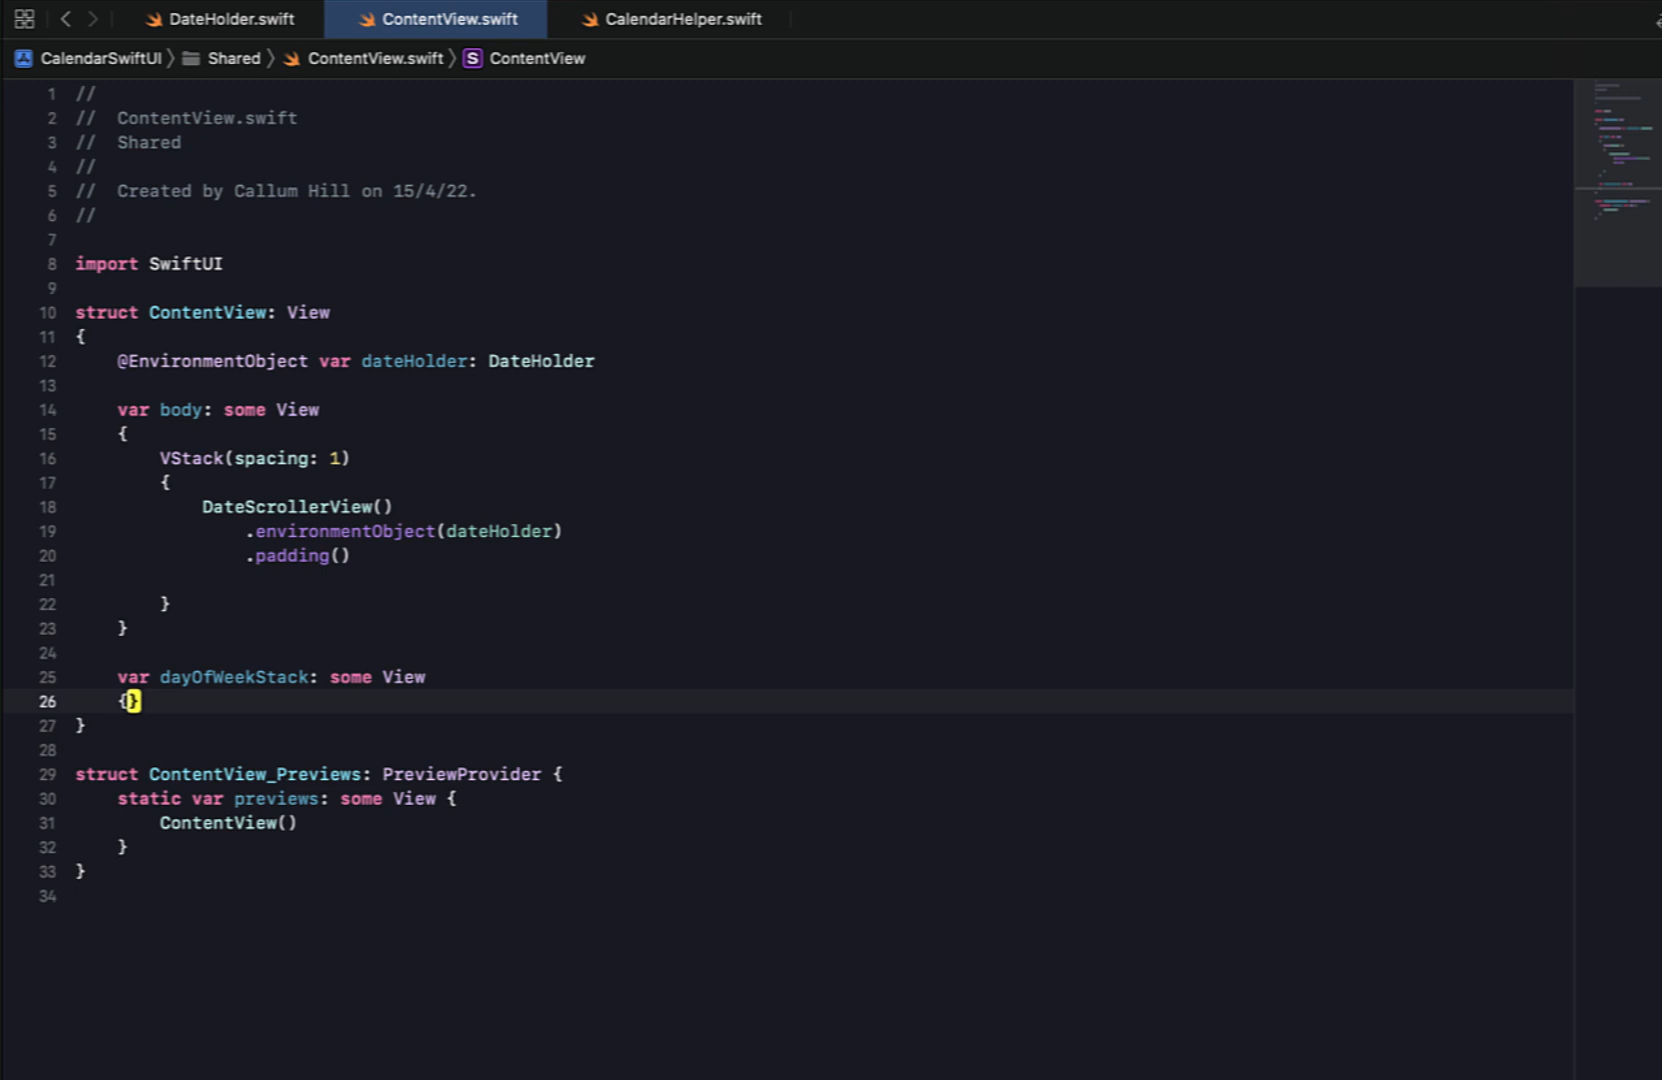 DateHolder.swift
ContentView.swift
CalendarHelper.swift
CalendarSwiftUI 〉 Shared 〉 ContentView.swift 〉 S ContentView
1 //
2 //  ContentView.swift
3 //  Shared
4 //
5 //  Created by Callum Hill on 15/4/22.
6 //
7
8 import SwiftUI
9
10 struct ContentView: View
11 {
12     @EnvironmentObject var dateHolder: DateHolder
13
14     var body: some View
15     {
16         VStack(spacing: 1)
17         {
18             DateScrollerView()
19                 .environmentObject(dateHolder)
20                 .padding()
21
22         }
23     }
24
25     var dayOfWeekStack: some View
26     {}
27 }
28
29 struct ContentView_Previews: PreviewProvider {
30     static var previews: some View {
31         ContentView()
32     }
33 }
34